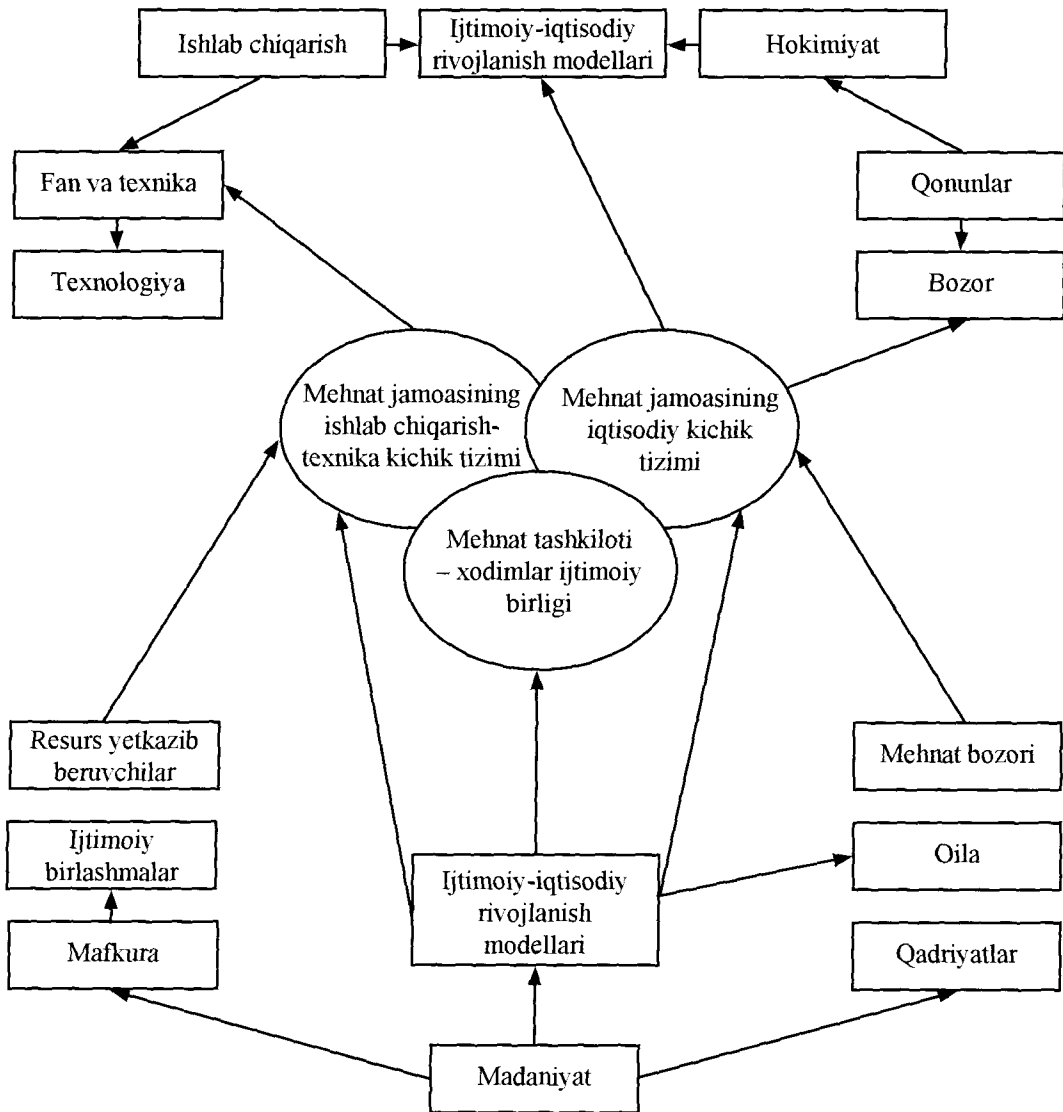 Ishlab chiqarish
Ijtimoiy-iqtisodiy
rivojlanish modellari
Hokimiyat
Fan va texnika
Qonunlar
Texnologiya
Bozor
Mehnat jamoasining
ishlab chiqarish-
texnika kichik tizimi
Mehnat jamoasining
iqtisodiy kichik
tizimi
Mehnat tashkiloti
– xodimlar ijtimoiy
birligi
Resurs yetkazib
beruvchilar
Mehnat bozori
Ijtimoiy
birlashmalar
Oila
Ijtimoiy-iqtisodiy
rivojlanish
modellari
Mafkura
Qadriyatlar
Madaniyat